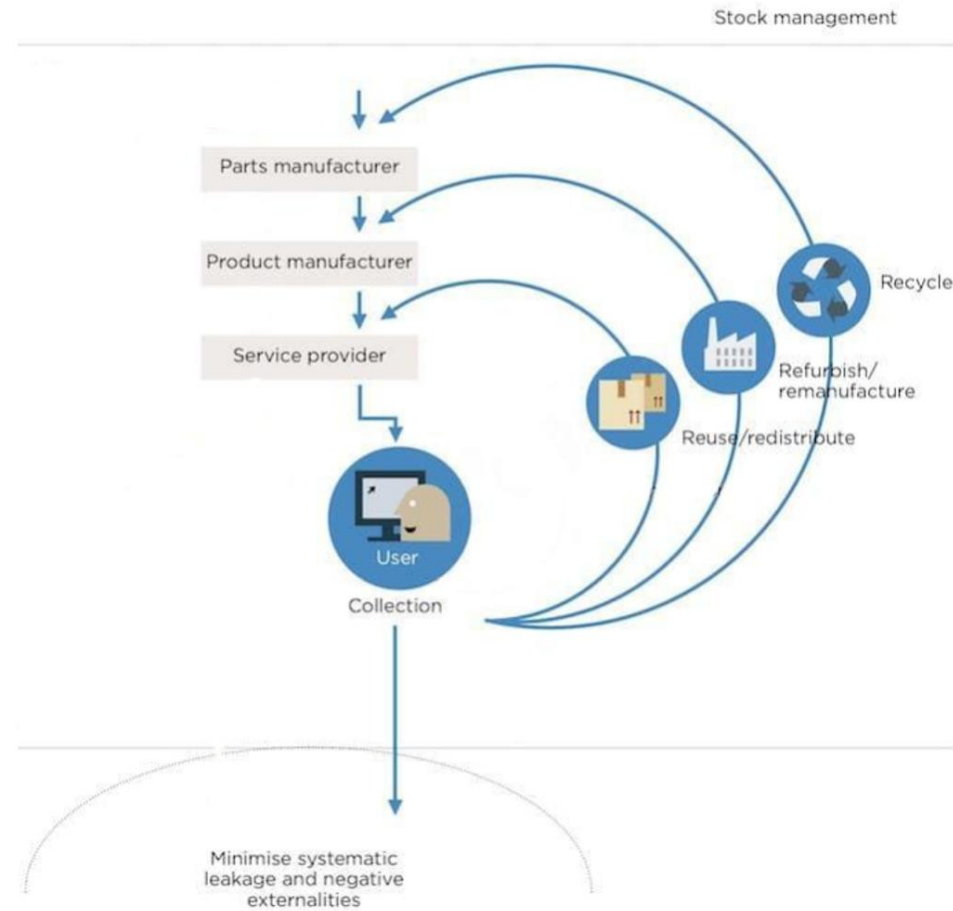 Stock management
Parts manufacturer
Product manufacturer
Service provider
Recycle
Refurbish/
remanufacture
Reuse/redistribute
User
Collection
Minimise systematic
leakage and negative
externalities